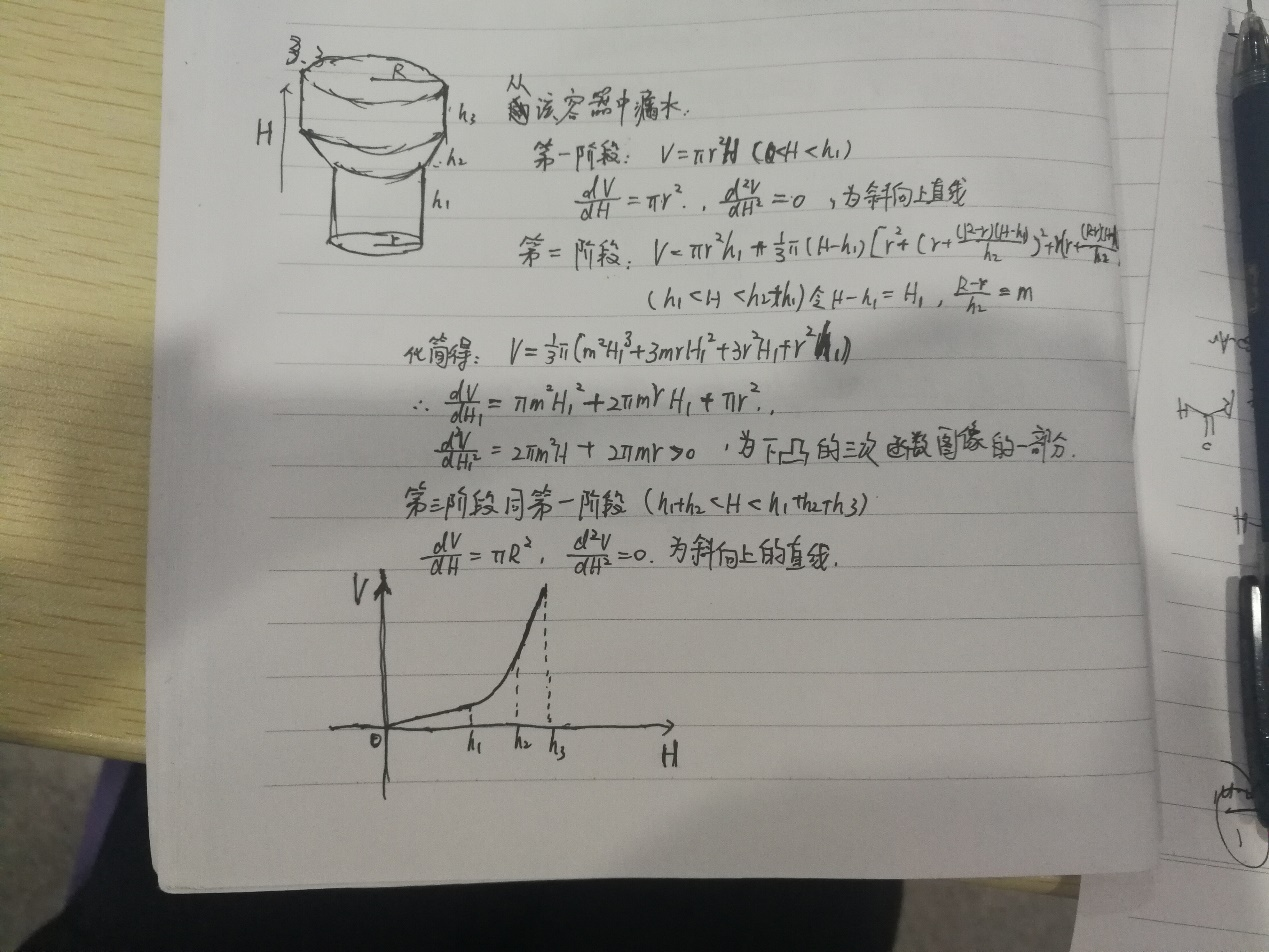 3.3
R
H
h₃
h₂
h₁
r
从该容器中漏水.
第一阶段: V=πr²H (0<H<h₁)
dV/dH = πr². , d²V/dH² = 0 , 为斜向上直线
第二阶段: V=πr²h₁+⅓π(H-h₁)[r²+(r+(R-r)(H-h₁)/h₂)²+r(r+(R-r)(H-h₁)/h₂
(h₁<H<h₂+h₁) 令H-h₁=H₁, (R-r)/h₂=m
化简得: V=⅓π(m²H₁³+3mrH₁²+3r²H₁+r²h₁)
∴ dV/dH₁ = πm²H₁²+2πmrH₁+πr².
d²V/dH₁² = 2πm²H+2πmr>0 , 为下凸的三次函数图像的一部分.
第三阶段同第一阶段 (h₁+h₂<H<h₁+h₂+h₃)
dV/dH = πR², d²V/dH²=0. 为斜向上的直线.
V
0 h₁ h₂ h₃ H